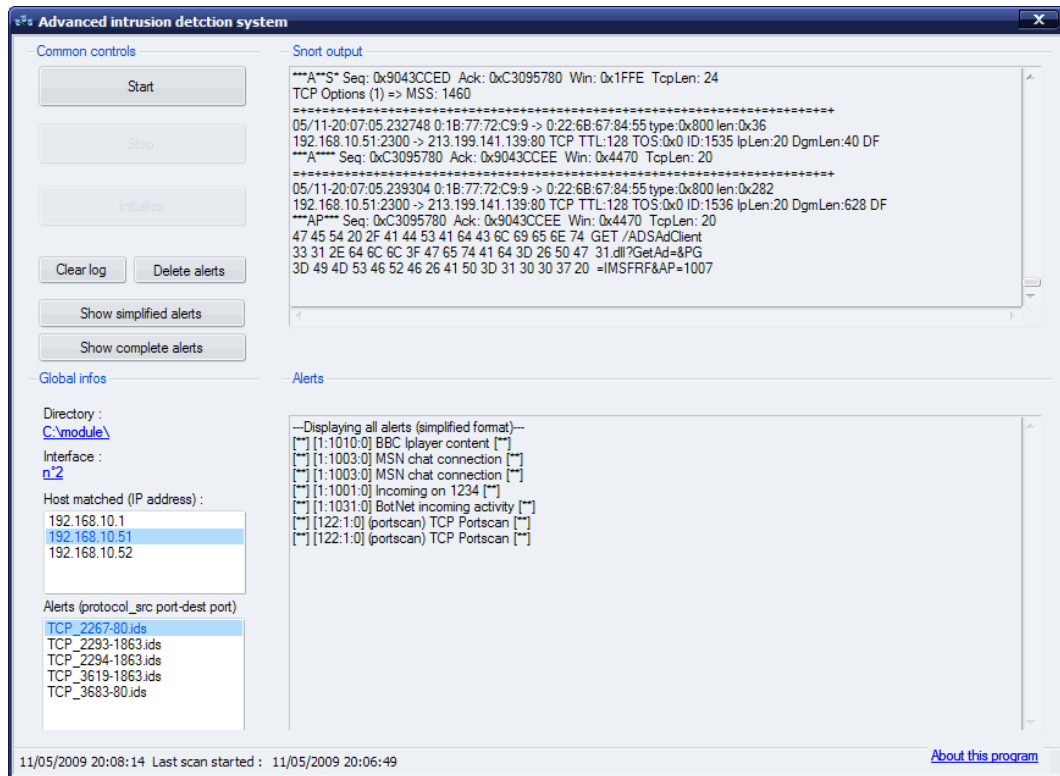 Advanced intrusion detction system
Common controls
Start
Stop
Initialize
Clear log
Delete alerts
Show simplified alerts
Show complete alerts
Snort output
***A**S* Seq: 0x9043CCED  Ack: 0xC3095780  Win: 0x1FFE  TcpLen: 24
TCP Options (1) => MSS: 1460
=+=+=+=+=+=+=+=+=+=+=+=+=+=+=+=+=+=+=+=+=+=+=+=+=+=+=+=+=+=+=+=+=+=+=+=+=+
05/11-20:07:05.232748 0:1B:77:72:C9:9 -> 0:22:6B:67:84:55 type:0x800 len:0x36
192.168.10.51:2300 -> 213.199.141.139:80 TCP TTL:128 TOS:0x0 ID:1535 IpLen:20 DgmLen:40 DF
***A**** Seq: 0xC3095780  Ack: 0x9043CCEE  Win: 0x4470  TcpLen: 20
=+=+=+=+=+=+=+=+=+=+=+=+=+=+=+=+=+=+=+=+=+=+=+=+=+=+=+=+=+=+=+=+=+=+=+=+=+
05/11-20:07:05.239304 0:1B:77:72:C9:9 -> 0:22:6B:67:84:55 type:0x800 len:0x282
192.168.10.51:2300 -> 213.199.141.139:80 TCP TTL:128 TOS:0x0 ID:1536 IpLen:20 DgmLen:628 DF
***AP*** Seq: 0xC3095780  Ack: 0x9043CCEE  Win: 0x4470  TcpLen: 20
47 45 54 20 2F 41 44 53 41 64 43 6C 69 65 6E 74  GET /ADSAdClient
33 31 2E 64 6C 6C 3F 47 65 74 41 64 3D 26 50 47  31.dll?GetAd=&PG
3D 49 4D 53 46 52 46 26 41 50 3D 31 30 30 37 20  =IMSFRF&AP=1007
Global infos
Directory :
C:\module\
Interface :
n°2
Host matched (IP address) :
192.168.10.1
192.168.10.51
192.168.10.52
Alerts (protocol_src port-dest port)
TCP_2267-80.ids
TCP_2293-1863.ids
TCP_2294-1863.ids
TCP_3619-1863.ids
TCP_3683-80.ids
Alerts
---Displaying all alerts (simplified format)---
[**] [1:1010:0] BBC Iplayer content [**]
[**] [1:1003:0] MSN chat connection [**]
[**] [1:1003:0] MSN chat connection [**]
[**] [1:1001:0] Incoming on 1234 [**]
[**] [1:1031:0] BotNet incoming activity [**]
[**] [122:1:0] (portscan) TCP Portscan [**]
[**] [122:1:0] (portscan) TCP Portscan [**]
11/05/2009 20:08:14  Last scan started :  11/05/2009 20:06:49
About this program